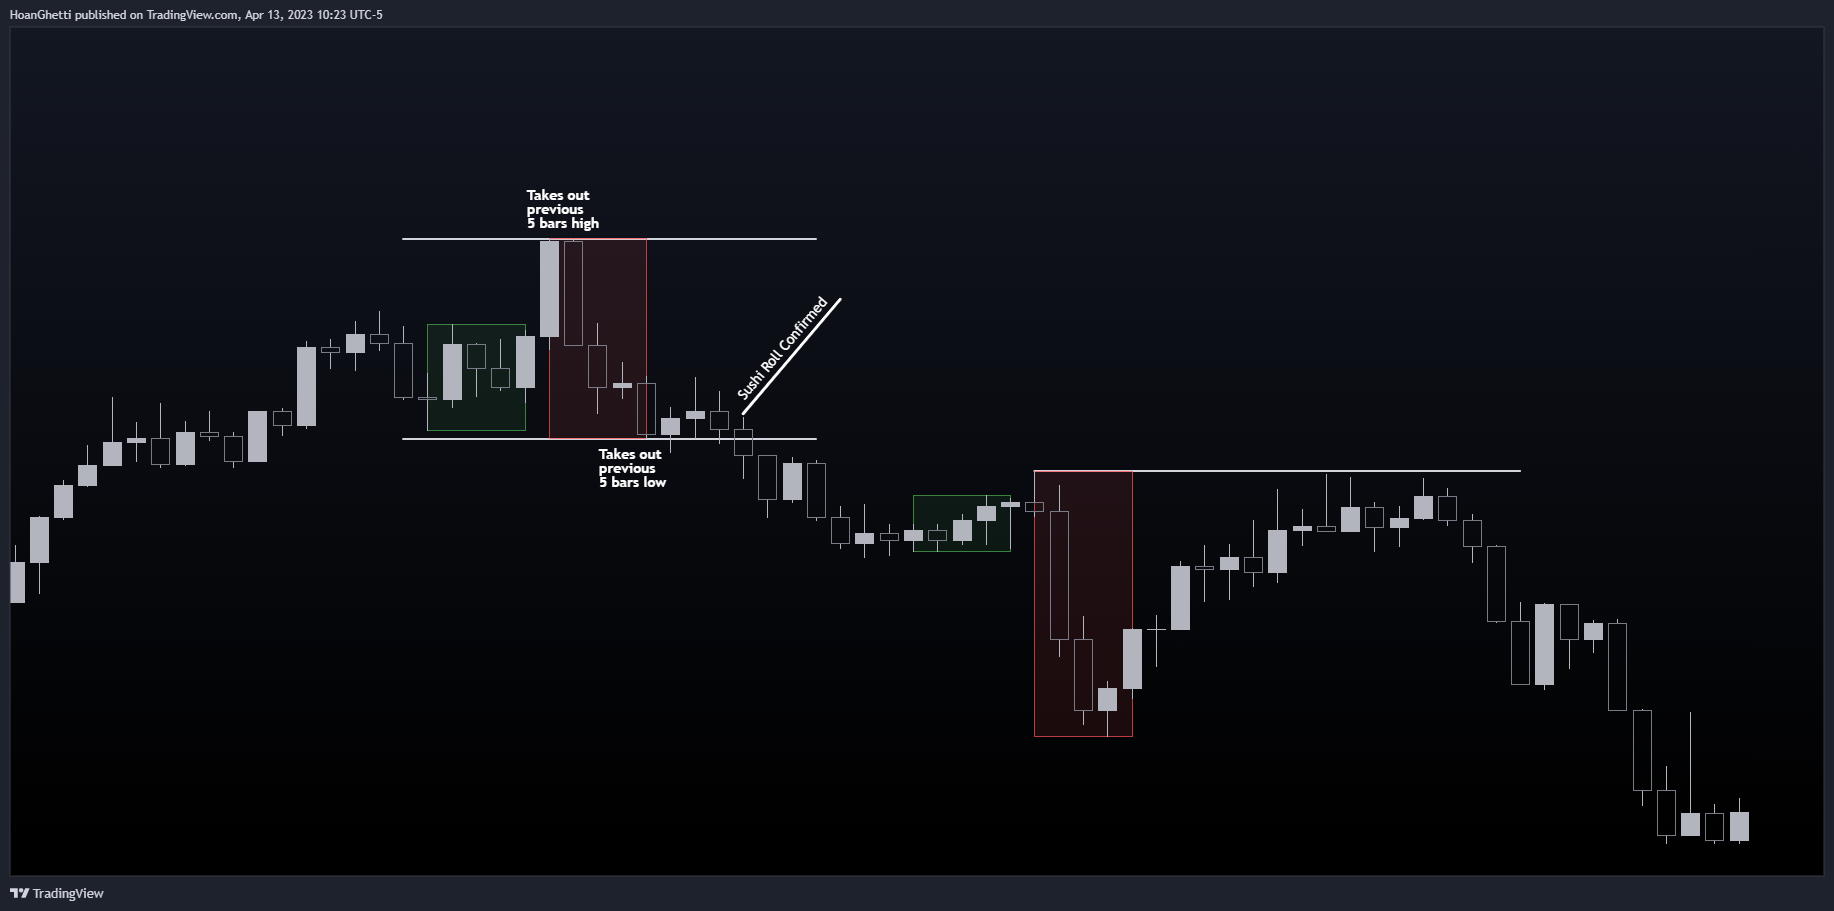 HoanGhetti published on TradingView.com, Apr 13, 2023 10:23 UTC-5
Takes out
previous
5 bars high
Sushi Roll Confirmed
Takes out
previous
5 bars low
TradingView